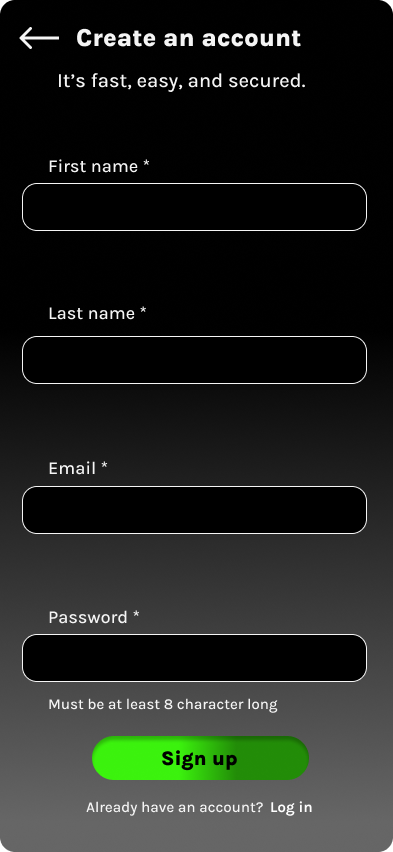 Create an account
It’s fast, easy, and secured.
First name *
Last name *
Email *
Password *
Must be at least 8 character long
Sign up
Already have an account? Log in